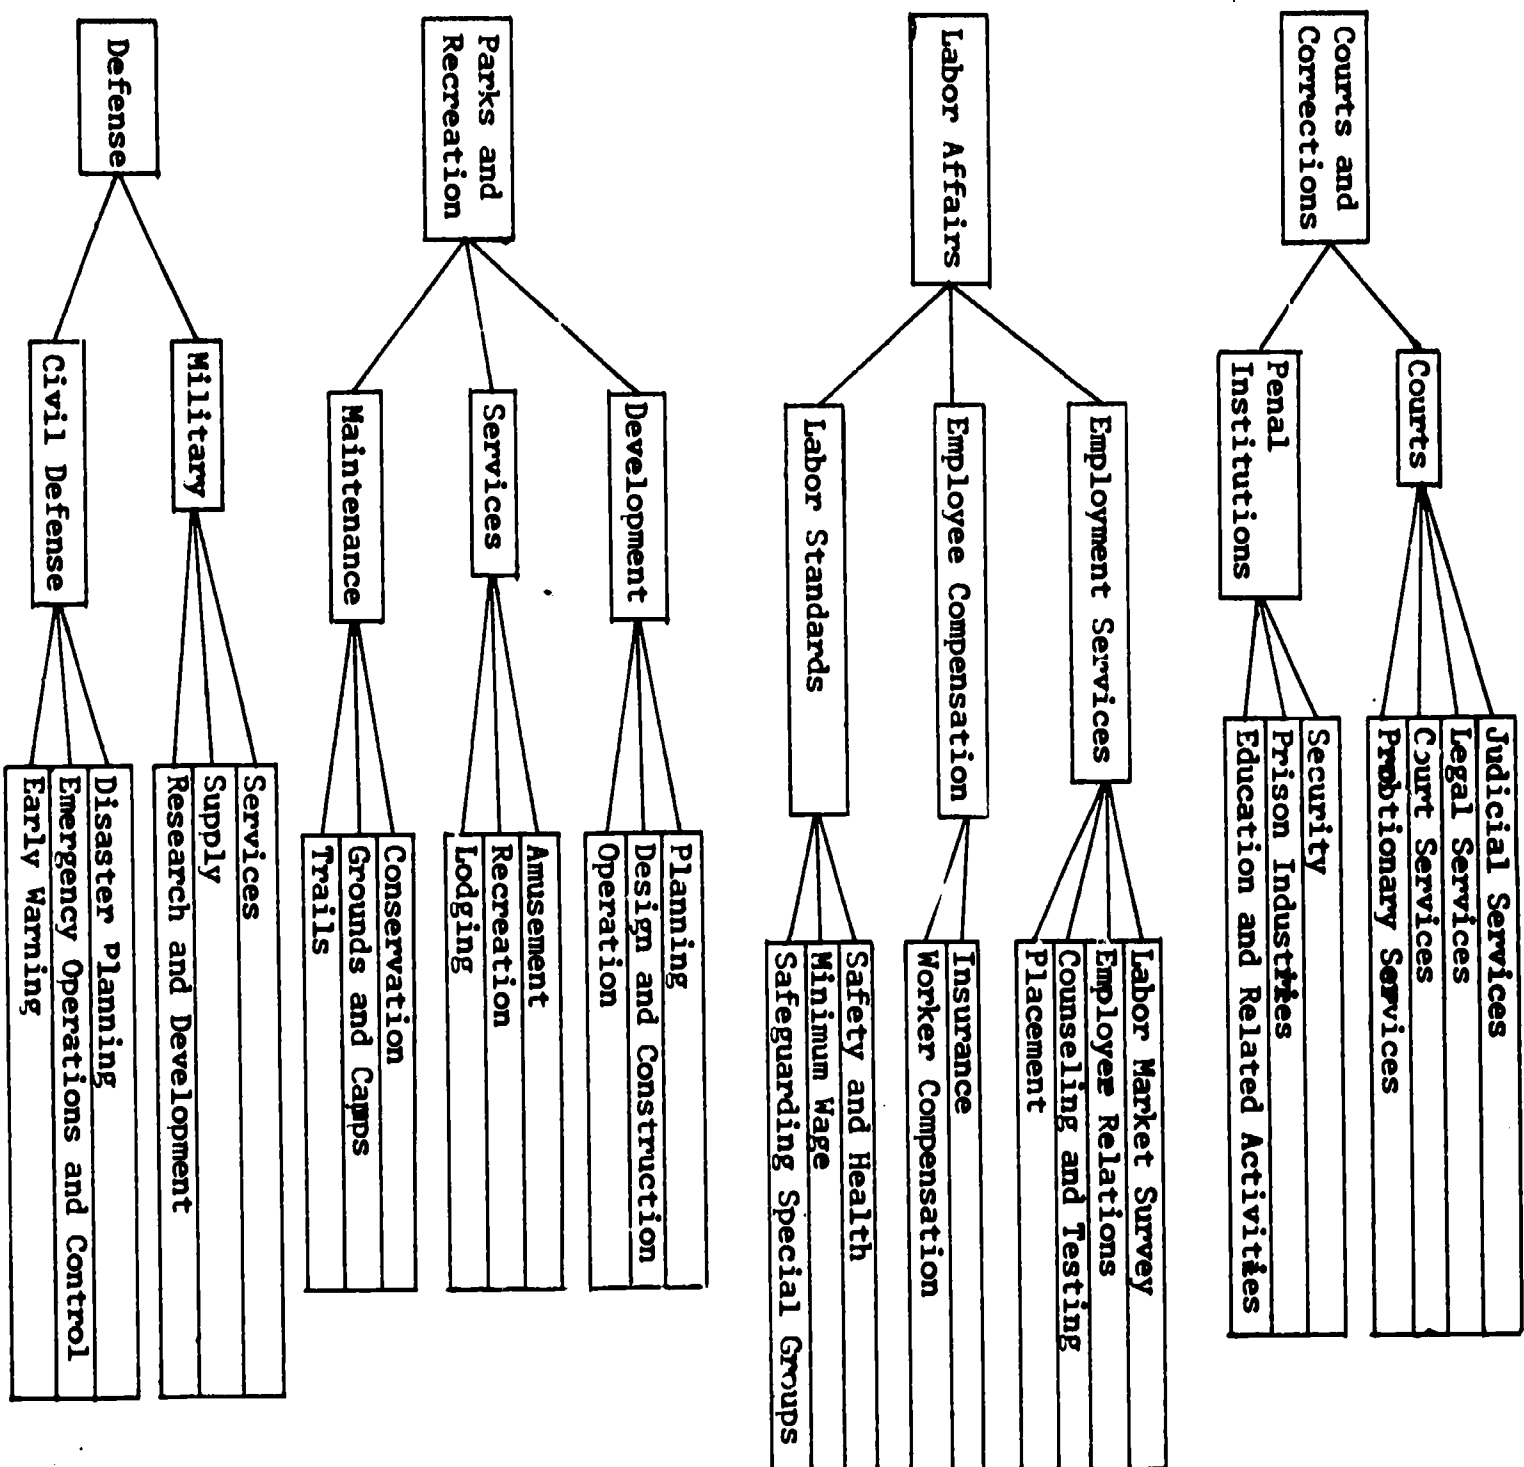 Courts and
Corrections
Courts
Judicial Services
Legal Services
Court Services
Probtionary Services
Penal
Institutions
Security
Prison Industries
Education and Related Activities
Labor Affairs
Employment Services
Labor Market Survey
Employer Relations
Counseling and Testing
Placement
Employee Compensation
Insurance
Worker Compensation
Labor Standards
Safety and Health
Minimum Wage
Safeguarding Special Groups
Parks and
Recreation
Development
Planning
Design and Construction
Operation
Services
Amusement
Recreation
Lodging
Maintenance
Conservation
Grounds and Camps
Trails
Defense
Military
Services
Supply
Research and Development
Civil Defense
Disaster Planning
Emergency Operations and Control
Early Warning